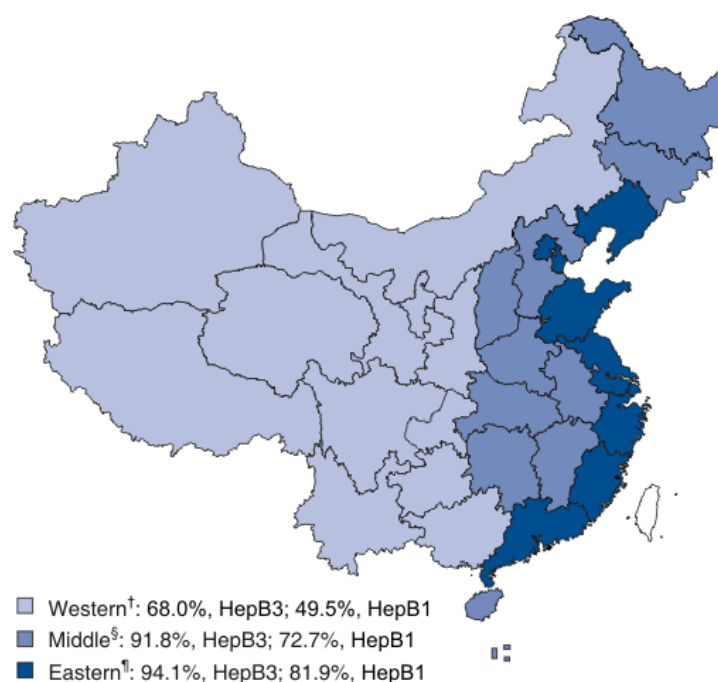 Western†: 68.0%, HepB3; 49.5%, HepB1
Middle§: 91.8%, HepB3; 72.7%, HepB1
Eastern¶: 94.1%, HepB3; 81.9%, HepB1